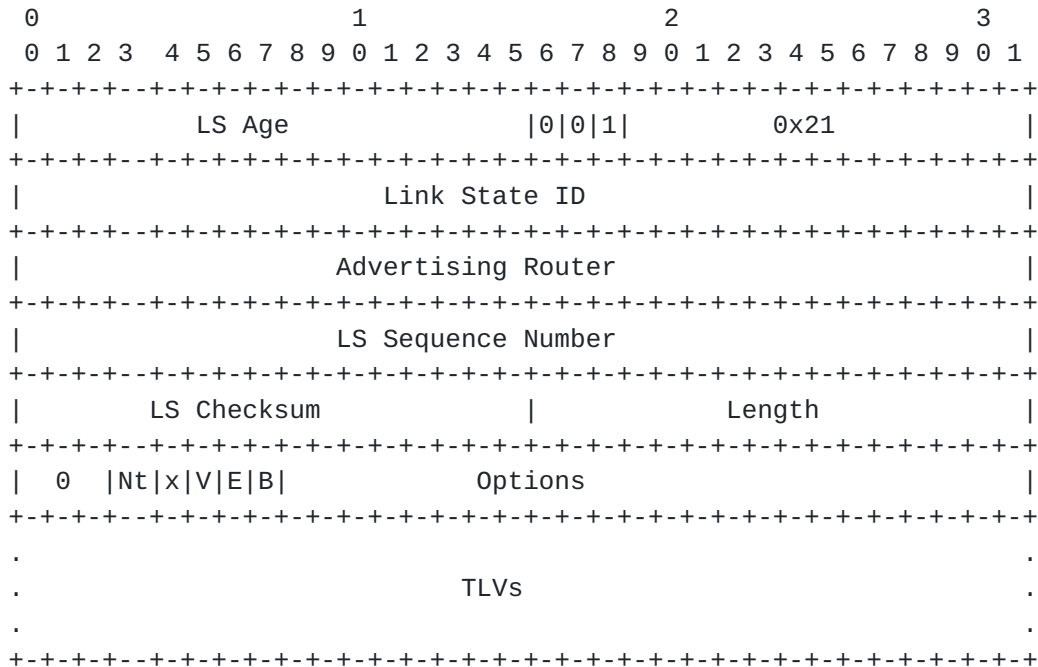 0                   1                   2                   3
0 1 2 3  4 5 6 7 8 9 0 1 2 3 4 5 6 7 8 9 0 1 2 3 4 5 6 7 8 9 0 1
+-+-+-+--+-+-+-+-+-+-+-+-+-+-+-+-+-+-+-+-+-+-+-+-+-+-+-+-+-+-+-+
|           LS Age               |0|0|1|         0x21            |
+-+-+-+--+-+-+-+-+-+-+-+-+-+-+-+-+-+-+-+-+-+-+-+-+-+-+-+-+-+-+-+-+
|                       Link State ID                            |
+-+-+-+--+-+-+-+-+-+-+-+-+-+-+-+-+-+-+-+-+-+-+-+-+-+-+-+-+-+-+-+-+
|                    Advertising Router                          |
+-+-+-+--+-+-+-+-+-+-+-+-+-+-+-+-+-+-+-+-+-+-+-+-+-+-+-+-+-+-+-+-+
|                    LS Sequence Number                          |
+-+-+-+--+-+-+-+-+-+-+-+-+-+-+-+-+-+-+-+-+-+-+-+-+-+-+-+-+-+-+-+-+
|        LS Checksum             |            Length             |
+-+-+-+--+-+-+-+-+-+-+-+-+-+-+-+-+-+-+-+-+-+-+-+-+-+-+-+-+-+-+-+-+
|  0  |Nt|x|V|E|B|            Options                            |
+-+-+-+--+-+-+-+-+-+-+-+-+-+-+-+-+-+-+-+-+-+-+-+-+-+-+-+-+-+-+-+-+
.                                                                .
.                            TLVs                                .
.                                                                .
+-+-+-+--+-+-+-+-+-+-+-+-+-+-+-+-+-+-+-+-+-+-+-+-+-+-+-+-+-+-+-+-+